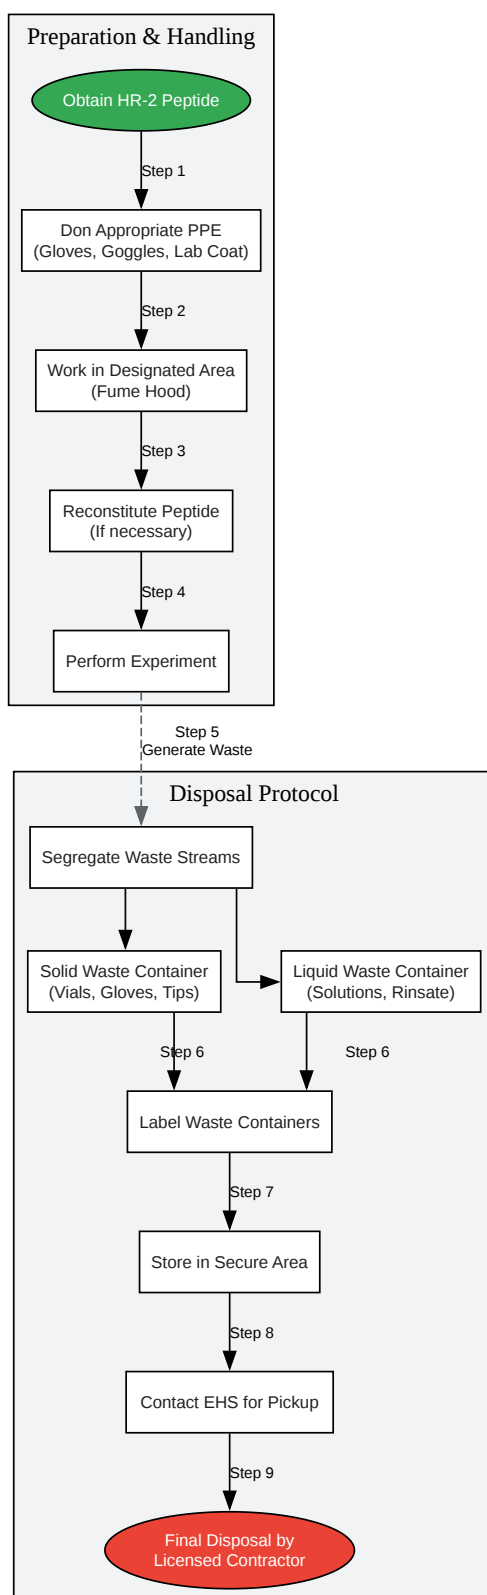 Preparation & Handling
Obtain HR-2 Peptide
Step 1
Don Appropriate PPE
(Gloves, Goggles, Lab Coat)
Step 2
Work in Designated Area
(Fume Hood)
Step 3
Reconstitute Peptide
(If necessary)
Step 4
Perform Experiment
Step 5
Generate Waste
Disposal Protocol
Segregate Waste Streams
Solid Waste Container
(Vials, Gloves, Tips)
Liquid Waste Container
(Solutions, Rinsate)
Step 6
Step 6
Label Waste Containers
Step 7
Store in Secure Area
Step 8
Contact EHS for Pickup
Step 9
Final Disposal by
Licensed Contractor